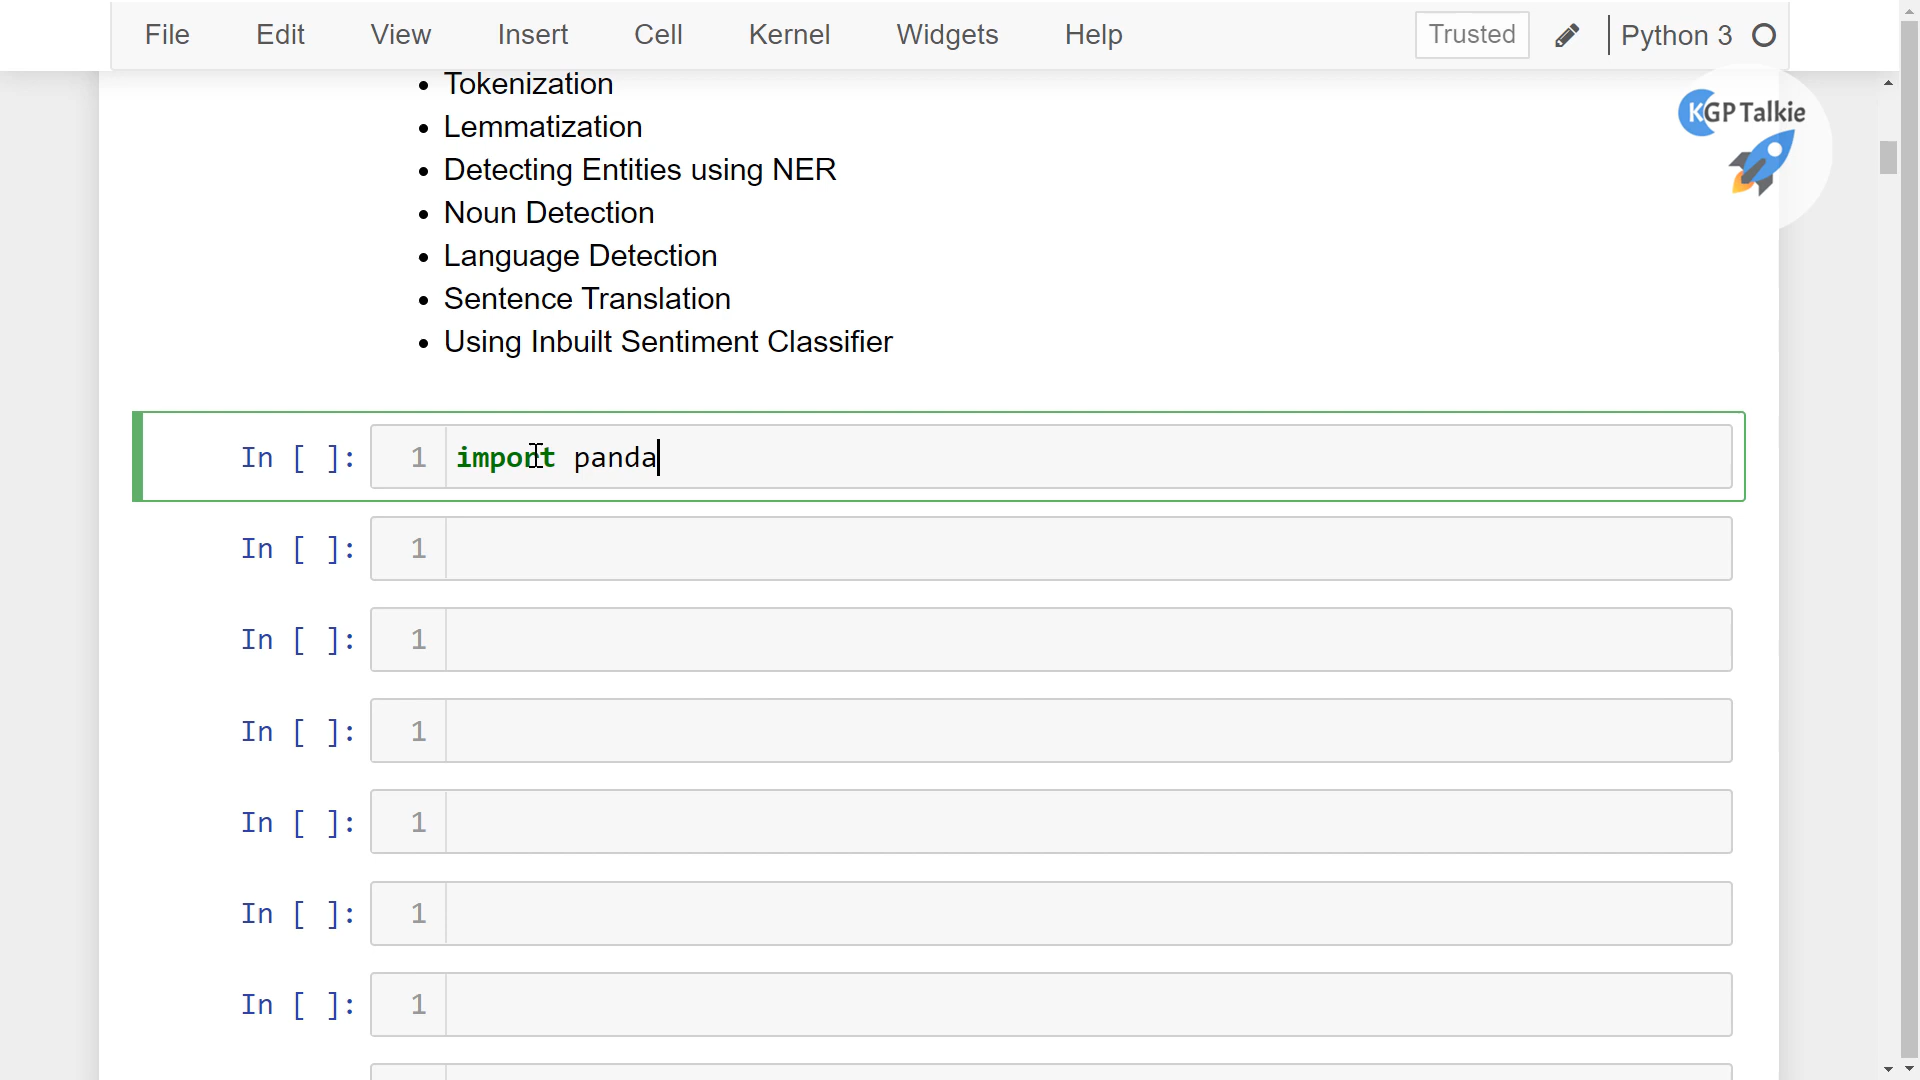 File Edit View Insert Cell Kernel Widgets Help Trusted Python 3
KGP Talkie
• Tokenization
• Lemmatization
• Detecting Entities using NER
• Noun Detection
• Language Detection
• Sentence Translation
• Using Inbuilt Sentiment Classifier
In [ ]: 1 import panda
In [ ]: 1
In [ ]: 1
In [ ]: 1
In [ ]: 1
In [ ]: 1
In [ ]: 1